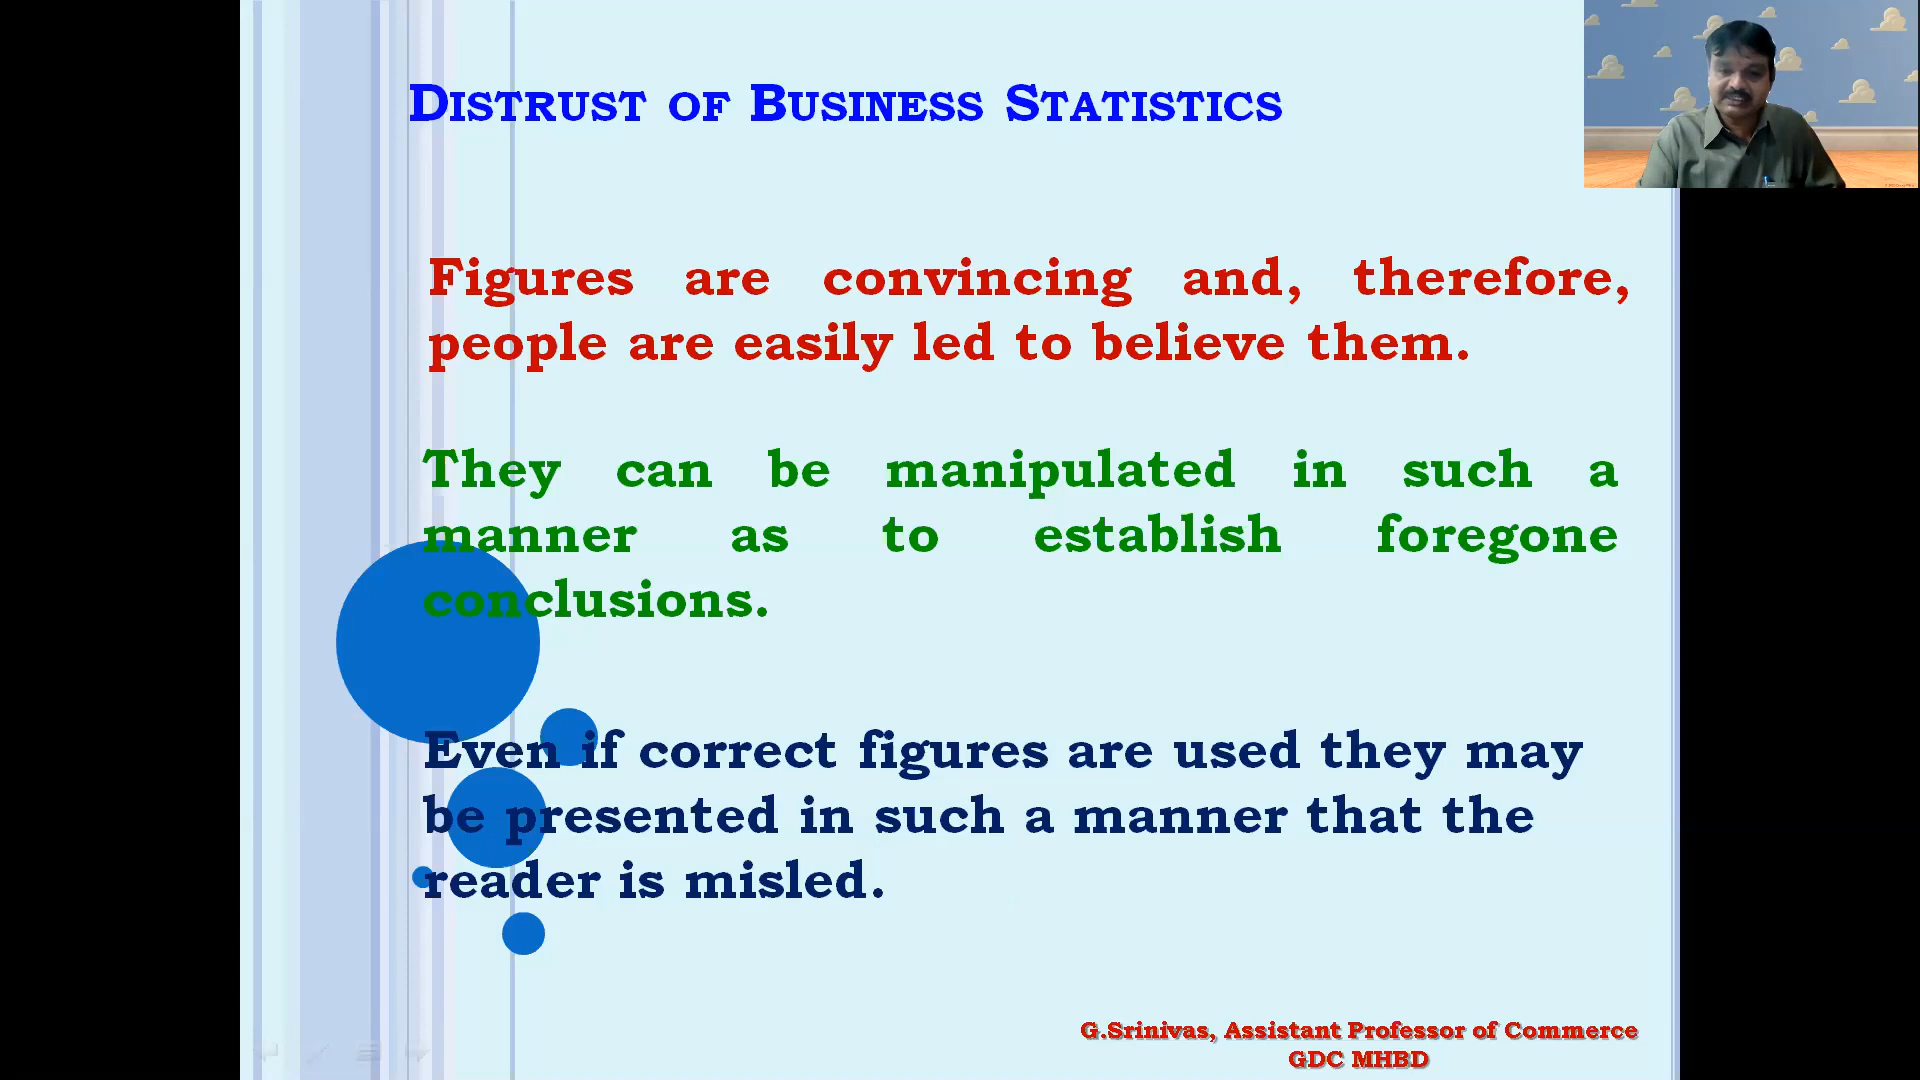 Distrust of Business Statistics
Figures are convincing and, therefore,
people are easily led to believe them.
They can be manipulated in such a
manner as to establish foregone
conclusions.
Even if correct figures are used they may
be presented in such a manner that the
reader is misled.
G.Srinivas, Assistant Professor of Commerce
GDC MHBD